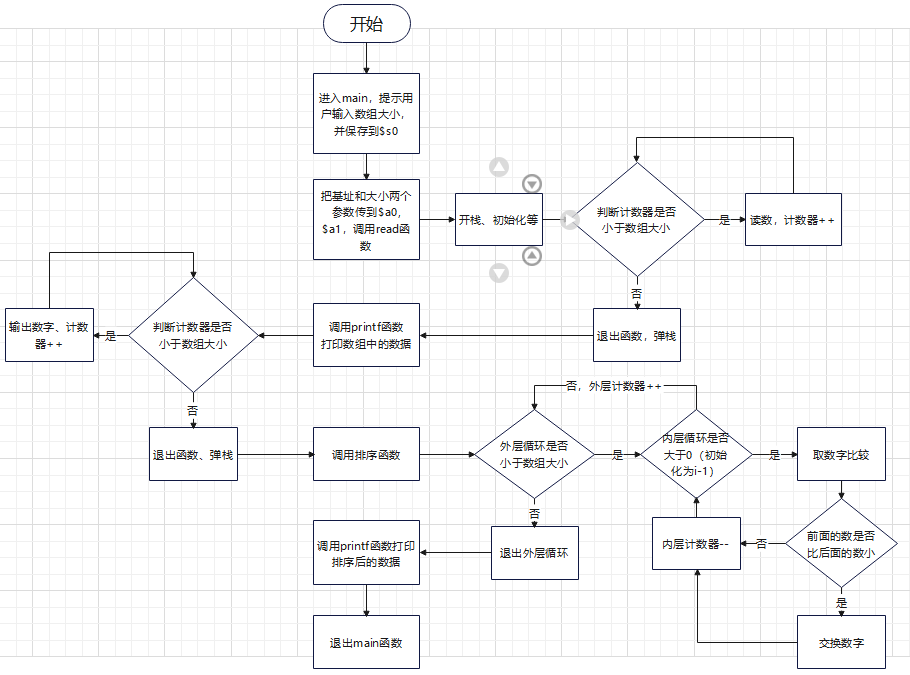 开始
进入main，提示用
户输入数组大小，
并保存到$s0
把基址和大小两个
参数传到$a0,
$a1，调用read函
数
开栈、初始化等
判断计数器是否
小于数组大小
是
读数，计数器++
否
退出函数，弹栈
调用printf函数
打印数组中的数据
判断计数器是否
小于数组大小
是
输出数字、计数
器++
否
退出函数、弹栈
调用排序函数
外层循环是否
小于数组大小
否，外层计数器++
是
内层循环是否
大于0（初始
化为i-1）
是
取数字比较
前面的数是否
比后面的数小
否
内层计数器--
是
交换数字
否
退出外层循环
调用printf函数打印
排序后的数据
退出main函数